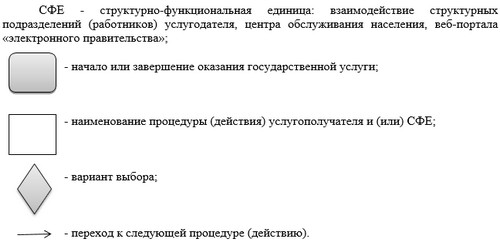 СФЕ - структурно-функциональная единица: взаимодействие структурных
подразделений (работников) услугодателя, центра обслуживания населения, веб-портала
«электронного правительства»;
- начало или завершение оказания государственной услуги;
- наименование процедуры (действия) услугополучателя и (или) СФЕ;
- вариант выбора;
- переход к следующей процедуре (действию).